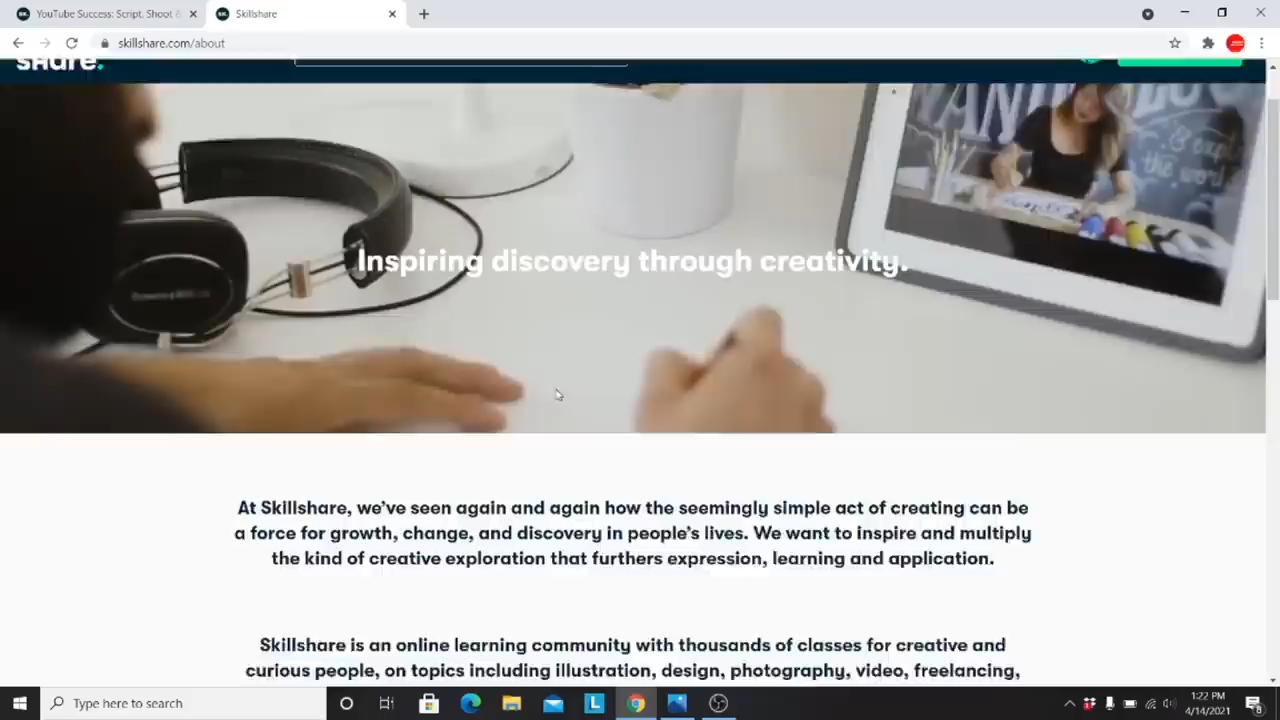 YouTube Success: Script, Shoot &
Skillshare
skillshare.com/about
share.
& exp
the word
Inspiring discovery through creativity.
At Skillshare, we've seen again and again how the seemingly simple act of creating can be
a force for growth, change, and discovery in people's lives. We want to inspire and multiply
the kind of creative exploration that furthers expression, learning and application.
Skillshare is an online learning community with thousands of classes for creative and
curious people, on topics including illustration, design, photography, video, freelancing,
Type here to search
1:22 PM
4/14/2021